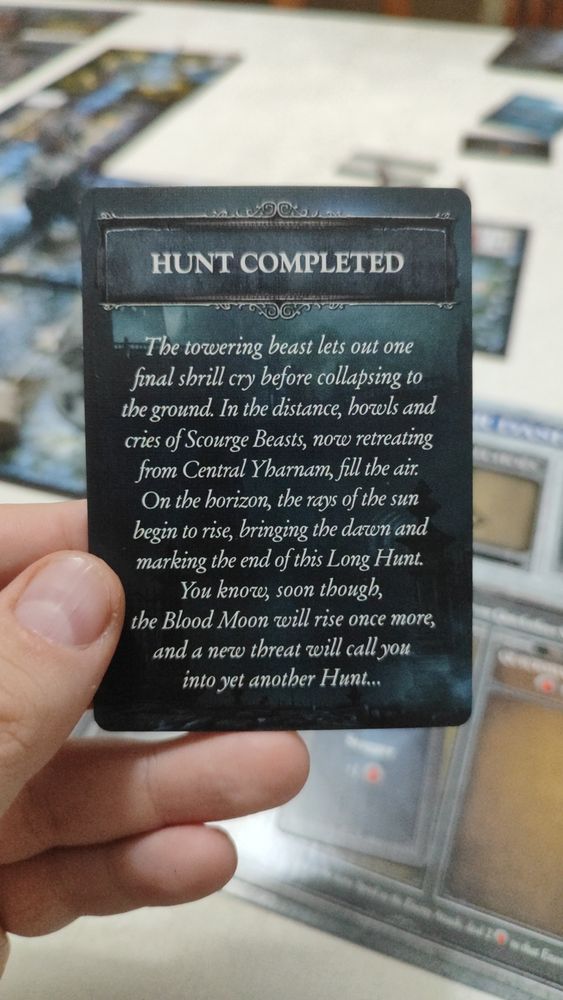 HUNT COMPLETED
The towering beast lets out one
final shrill cry before collapsing to
the ground. In the distance, howls and
cries of Scourge Beasts, now retreating
from Central Yharnam, fill the air.
On the horizon, the rays of the sun
begin to rise, bringing the dawn and
marking the end of this Long Hunt.
You know, soon though,
the Blood Moon will rise once more,
and a new threat will call you
into yet another Hunt...